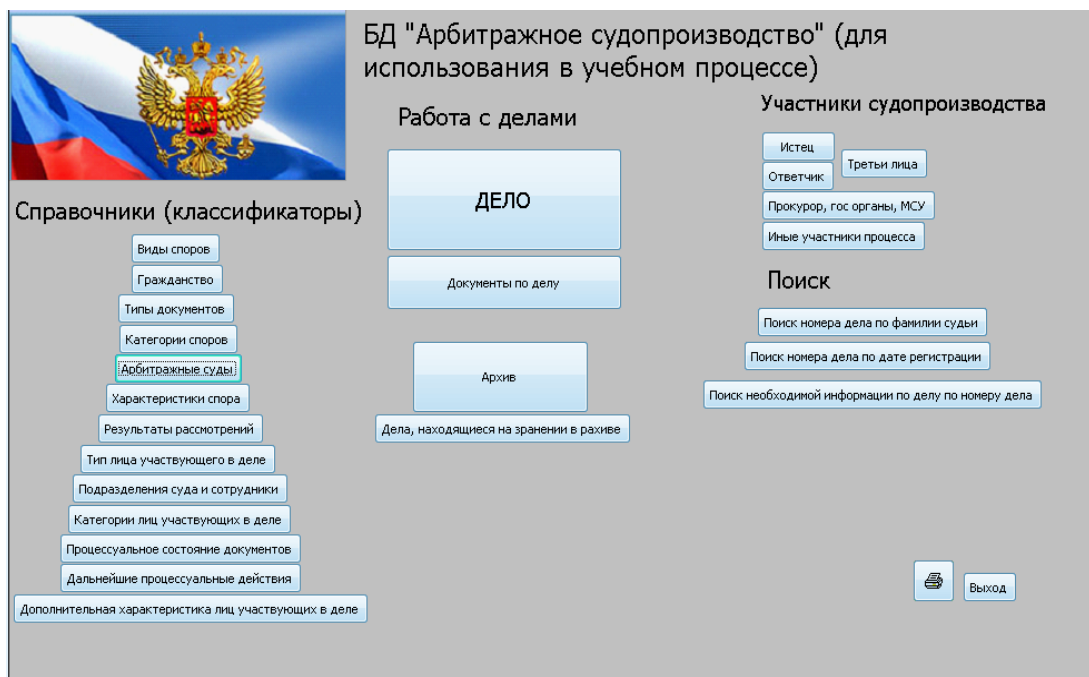 БД "Арбитражное судопроизводство" (для
использования в учебном процессе)
Справочники (классификаторы)
Виды споров
Гражданство
Типы документов
Категории споров
Арбитражные суды
Характеристики спора
Результаты рассмотрений
Тип лица участвующего в деле
Подразделения суда и сотрудники
Категории лиц участвующих в деле
Процессуальное состояние документов
Дальнейшие процессуальные действия
Дополнительная характеристика лиц участвующих в деле
Работа с делами
ДЕЛО
Документы по делу
Архив
Дела, находящиеся на зранении в рахиве
Участники судопроизводства
Истец
Третьи лица
Ответчик
Прокурор, гос органы, МСУ
Иные участники процесса
Поиск
Поиск номера дела по фамилии судьи
Поиск номера дела по дате регистрации
Поиск необходимой информации по делу по номеру дела
Выход